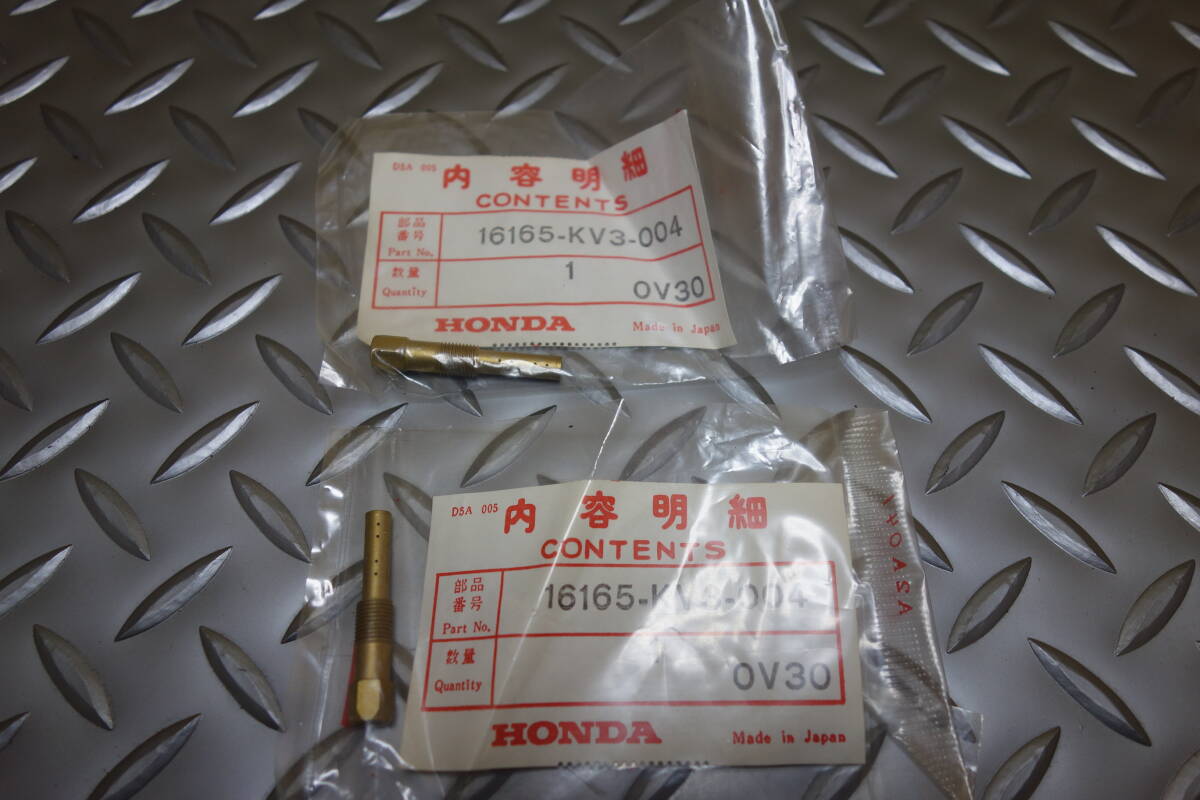 DSA 005
内容明細
CONTENTS
部品番号
Part No.
16165-KV3-004
数量
Quantity
1
0V30
HONDA
Made in Japan
DSA 005
内容明細
CONTENTS
部品番号
Part No.
16165-KV3-004
数量
Quantity
0V30
HONDA
Made in Japan